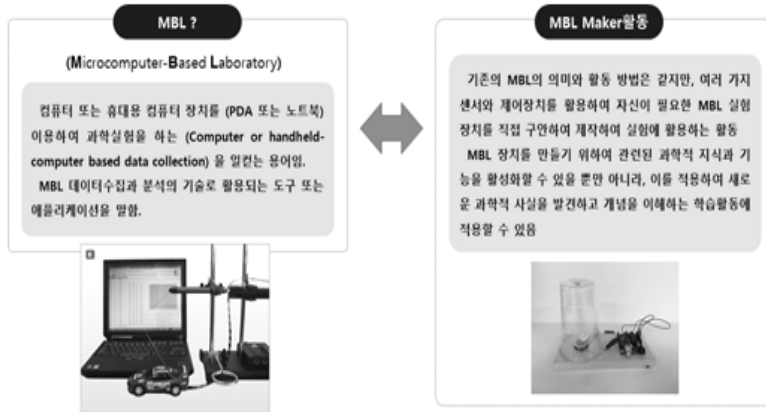 MBL ?
(Microcomputer-Based Laboratory)
컴퓨터 또는 휴대용 컴퓨터 장치를 (PDA 또는 노트북)
이용하여 과학실험을 하는 (Computer or handheld-
computer based data collection) 을 일컫는 용어임.
MBL 데이터수집과 분석의 기술로 활용되는 도구 또는
애플리케이션을 말함.
MBL Maker활동
기존의 MBL의 의미와 활동 방법은 같지만, 여러 가지
센서와 제어장치를 활용하여 자신이 필요한 MBL 실험
장치를 직접 구안하여 제작하여 실험에 활용하는 활동
MBL 장치를 만들기 위하여 관련된 과학적 지식과 기
능을 활성화할 수 있을 뿐만 아니라, 이를 적용하여 새로
운 과학적 사실을 발견하고 개념을 이해하는 학습활동에
적용할 수 있음